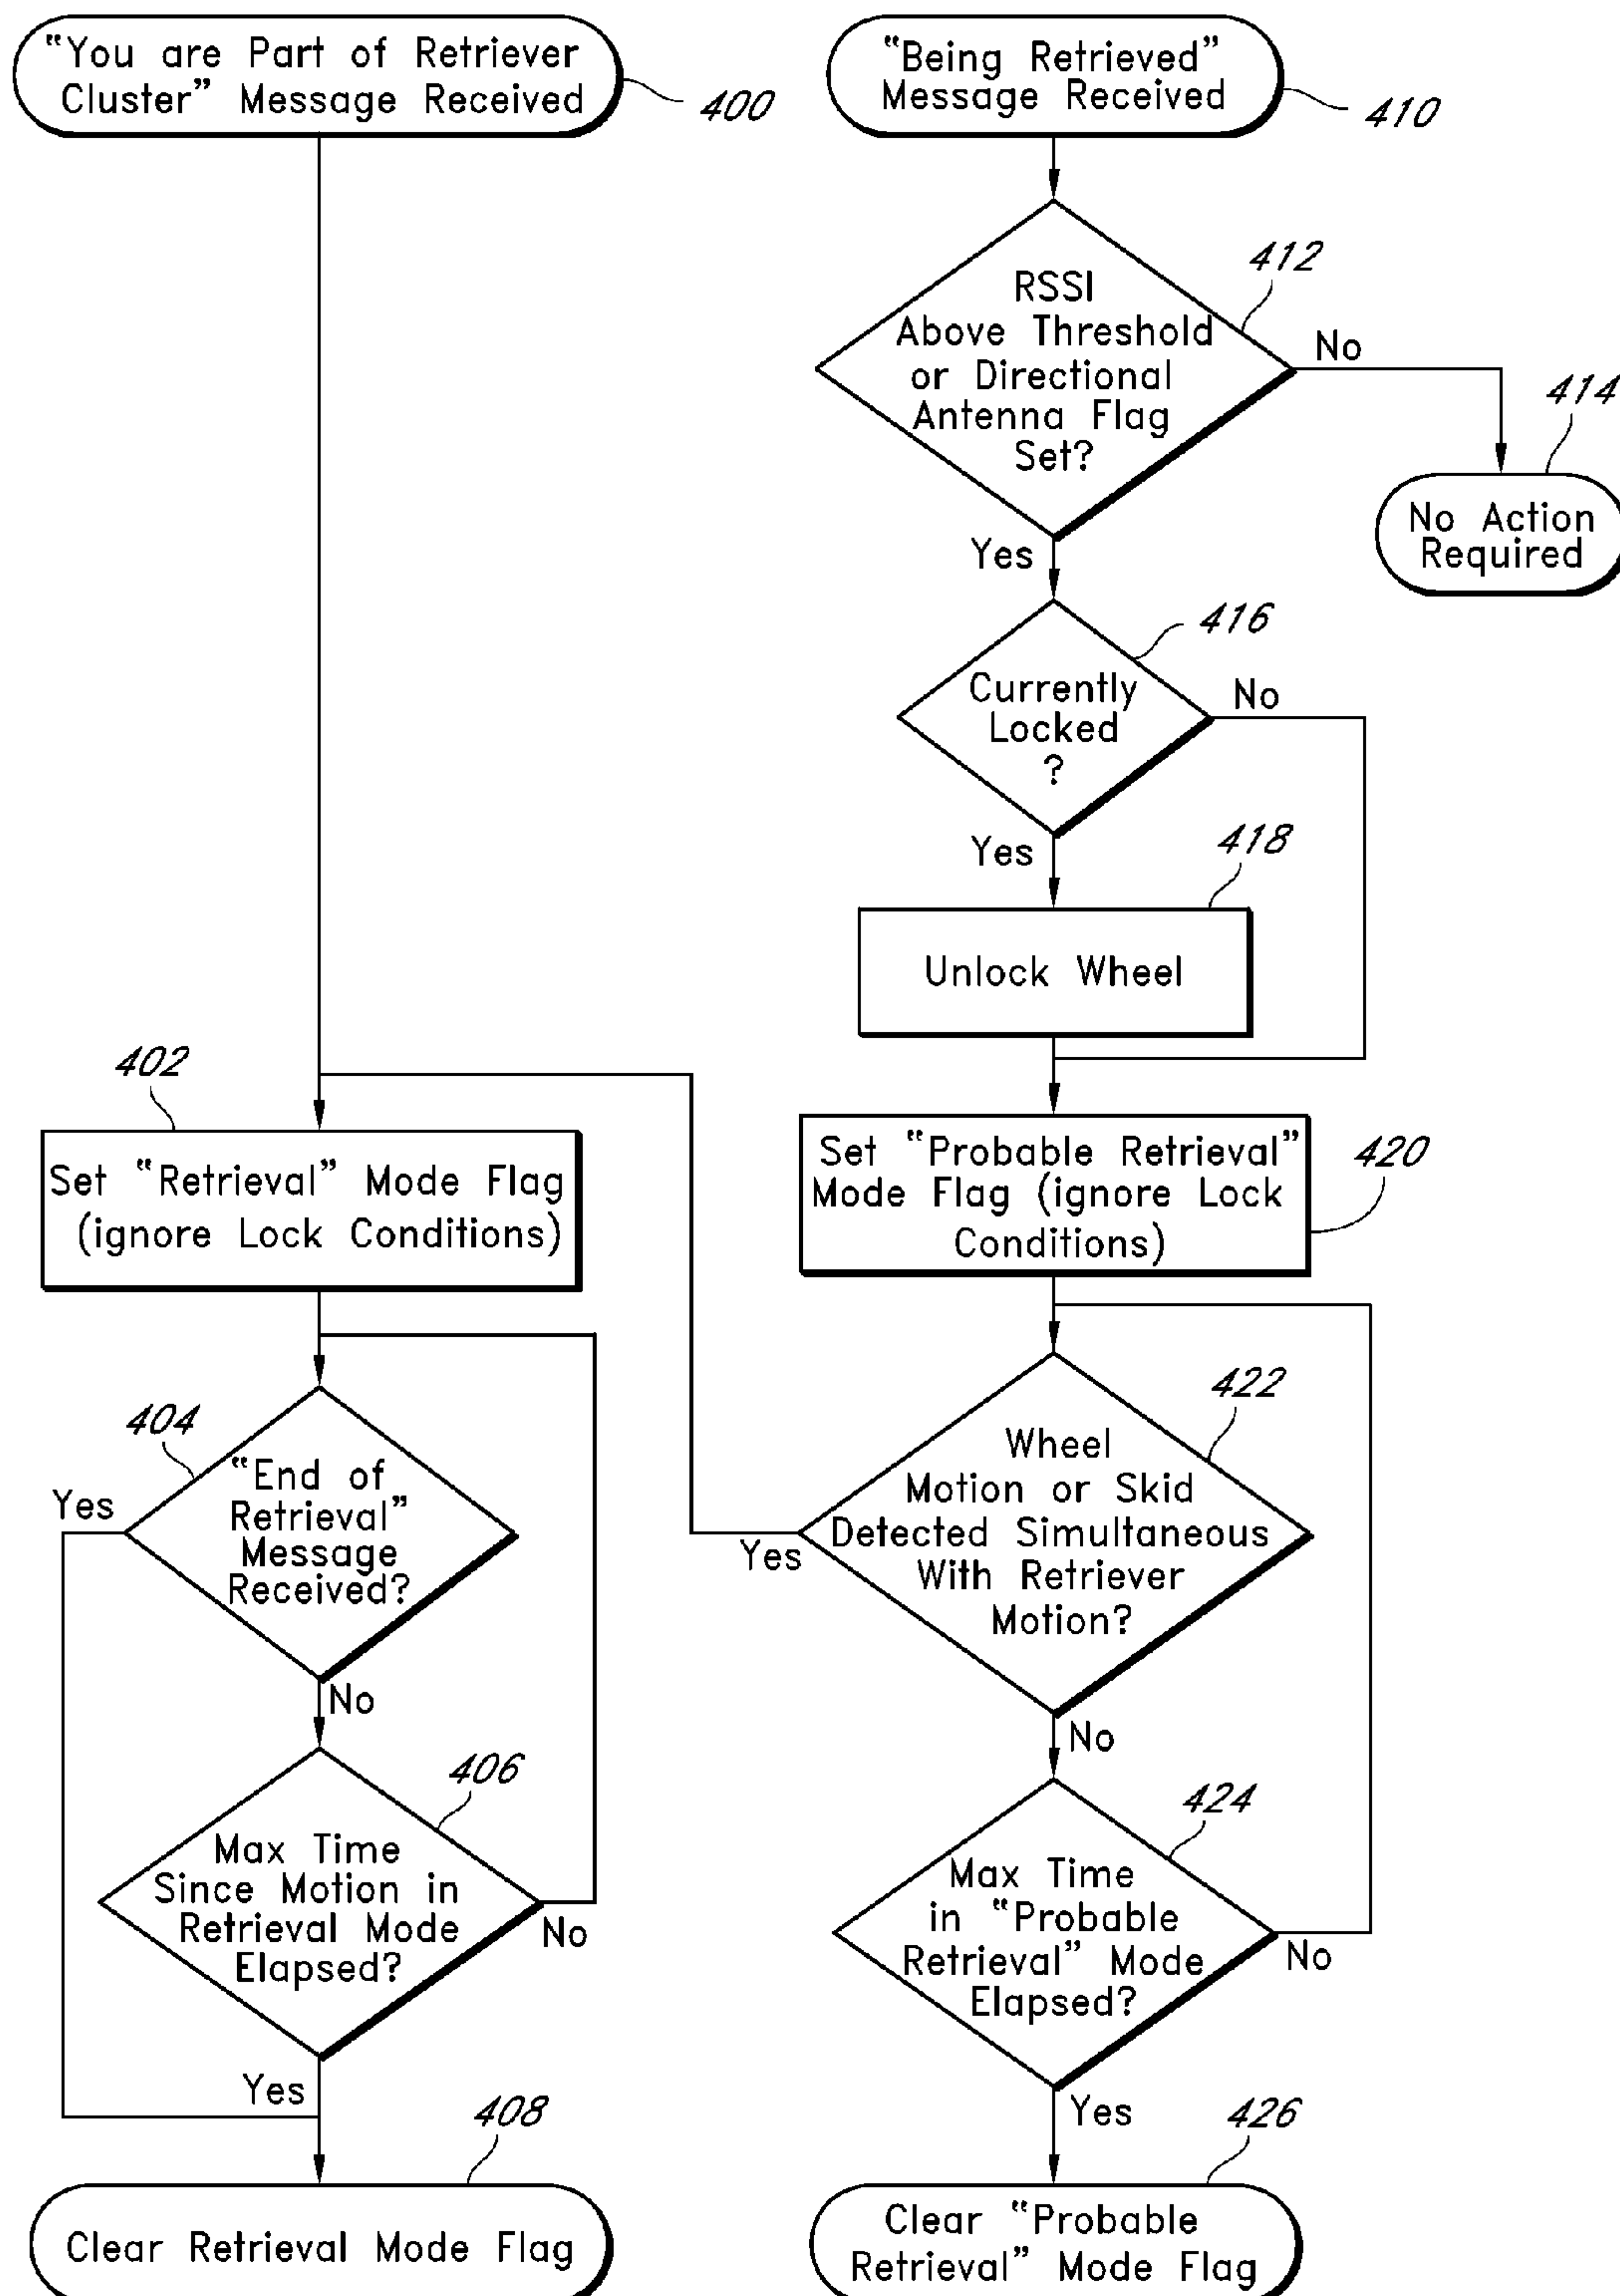 “You are Part of Retriever
Cluster” Message Received
400
“Being Retrieved”
Message Received
410
RSSI
Above Threshold
or Directional
Antenna Flag
Set?
412
No
414
No Action
Required
Yes
416
Currently
Locked
?
No
Yes
418
Unlock Wheel
402
Set “Retrieval” Mode Flag
(ignore Lock Conditions)
Set “Probable Retrieval”
Mode Flag (ignore Lock
Conditions)
420
404
“End of
Retrieval”
Message
Received?
Yes
No
422
Wheel
Motion or Skid
Detected Simultaneous
With Retriever
Motion?
Yes
No
406
Max Time
Since Motion in
Retrieval Mode
Elapsed?
No
Yes
424
Max Time
in “Probable
Retrieval” Mode
Elapsed?
No
Yes
408
Clear Retrieval Mode Flag
426
Clear “Probable
Retrieval” Mode Flag